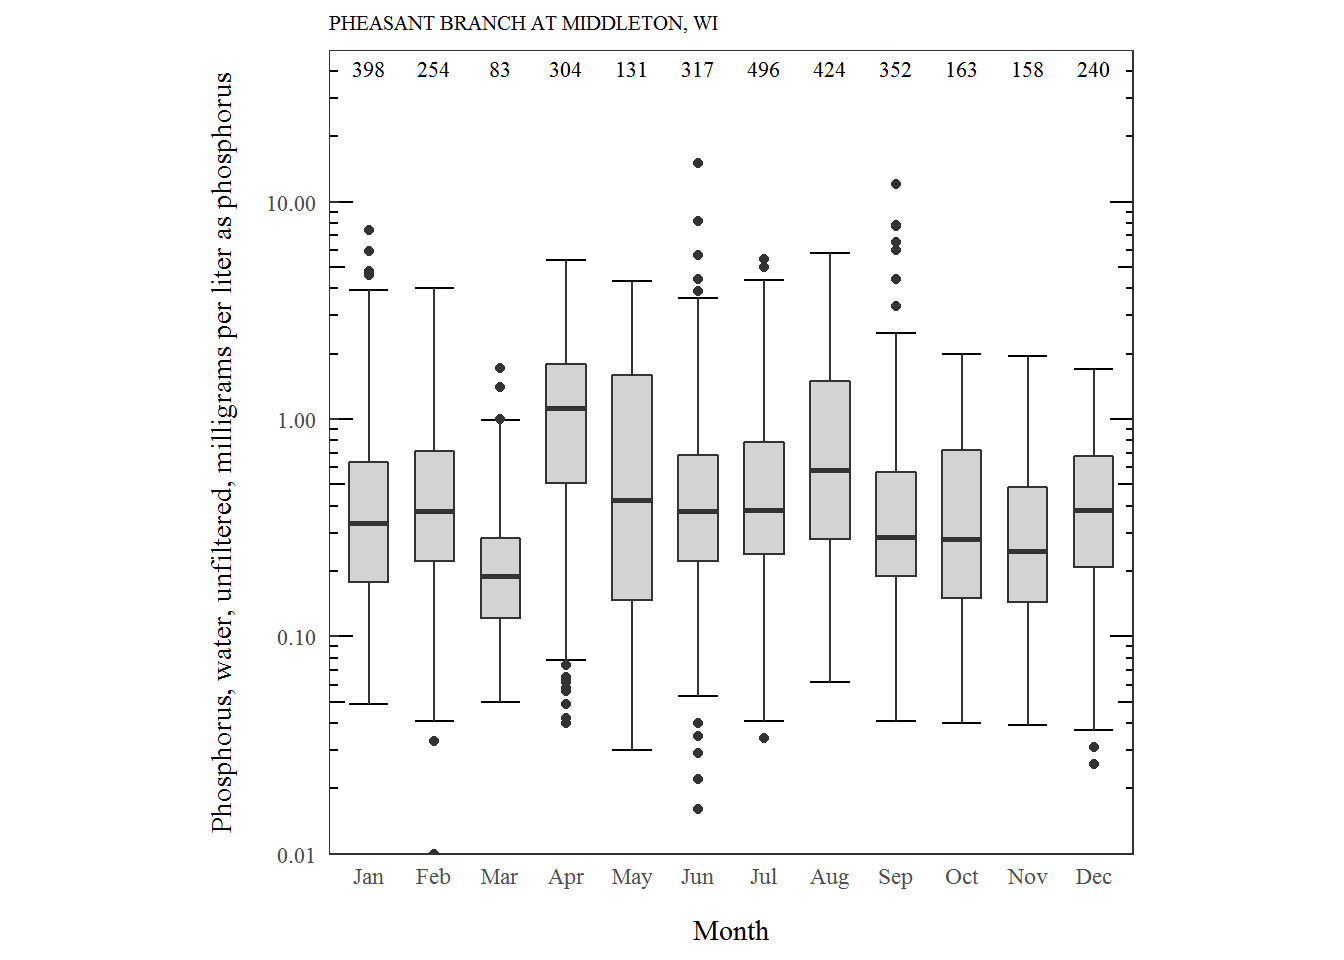 PHEASANT BRANCH AT MIDDLETON, WI
398 254 83 304 131 317 496 424 352 163 158 240
Phosphorus, water, unfiltered, milligrams per liter as phosphorus
10.00
1.00
0.10
0.01
Jan Feb Mar Apr May Jun Jul Aug Sep Oct Nov Dec
Month